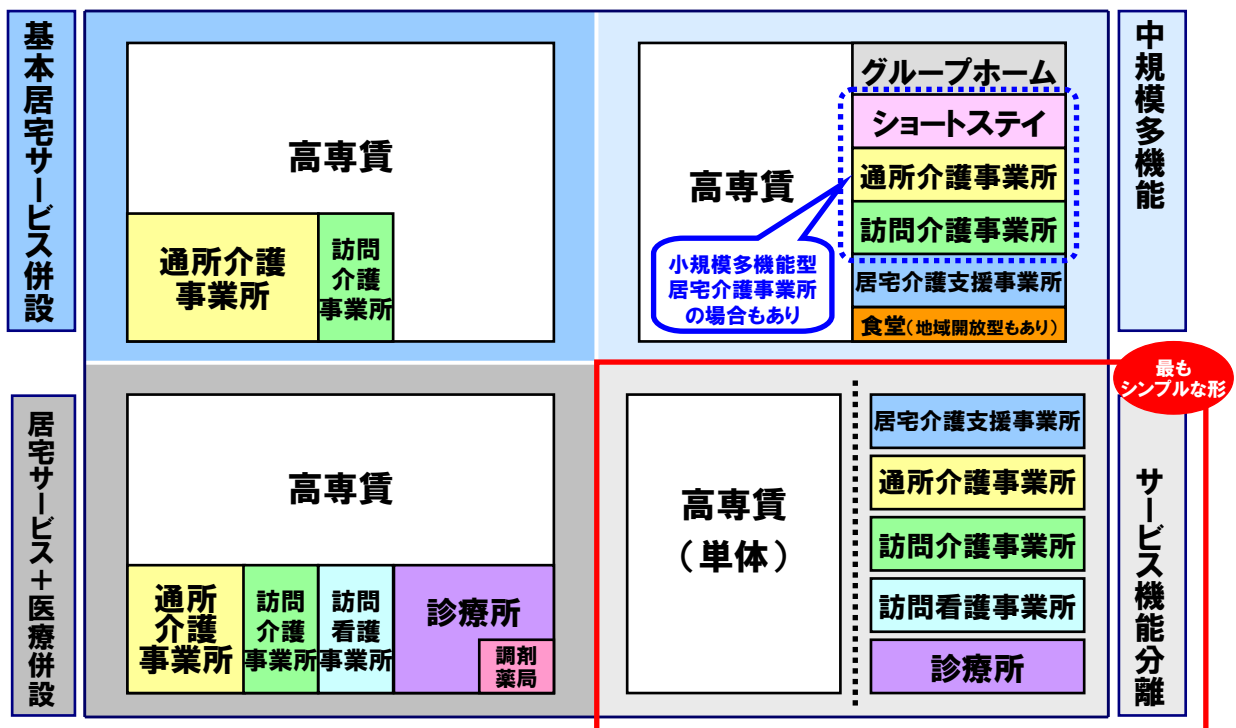 基本居宅サービス併設
高専賃
通所介護
事業所
訪問
介護
事業所
中規模多機能
高専賃
グループホーム
ショートステイ
通所介護事業所
訪問介護事業所
居宅介護支援事業所
食堂(地域開放型もあり)
小規模多機能型
居宅介護事業所
の場合もあり
居宅サービス+医療併設
高専賃
通所
介護
事業所
訪問
介護
事業所
訪問
看護
事業所
診療所
調剤
薬局
最も
シンプルな形
サービス機能分離
高専賃
(単体)
居宅介護支援事業所
通所介護事業所
訪問介護事業所
訪問看護事業所
診療所